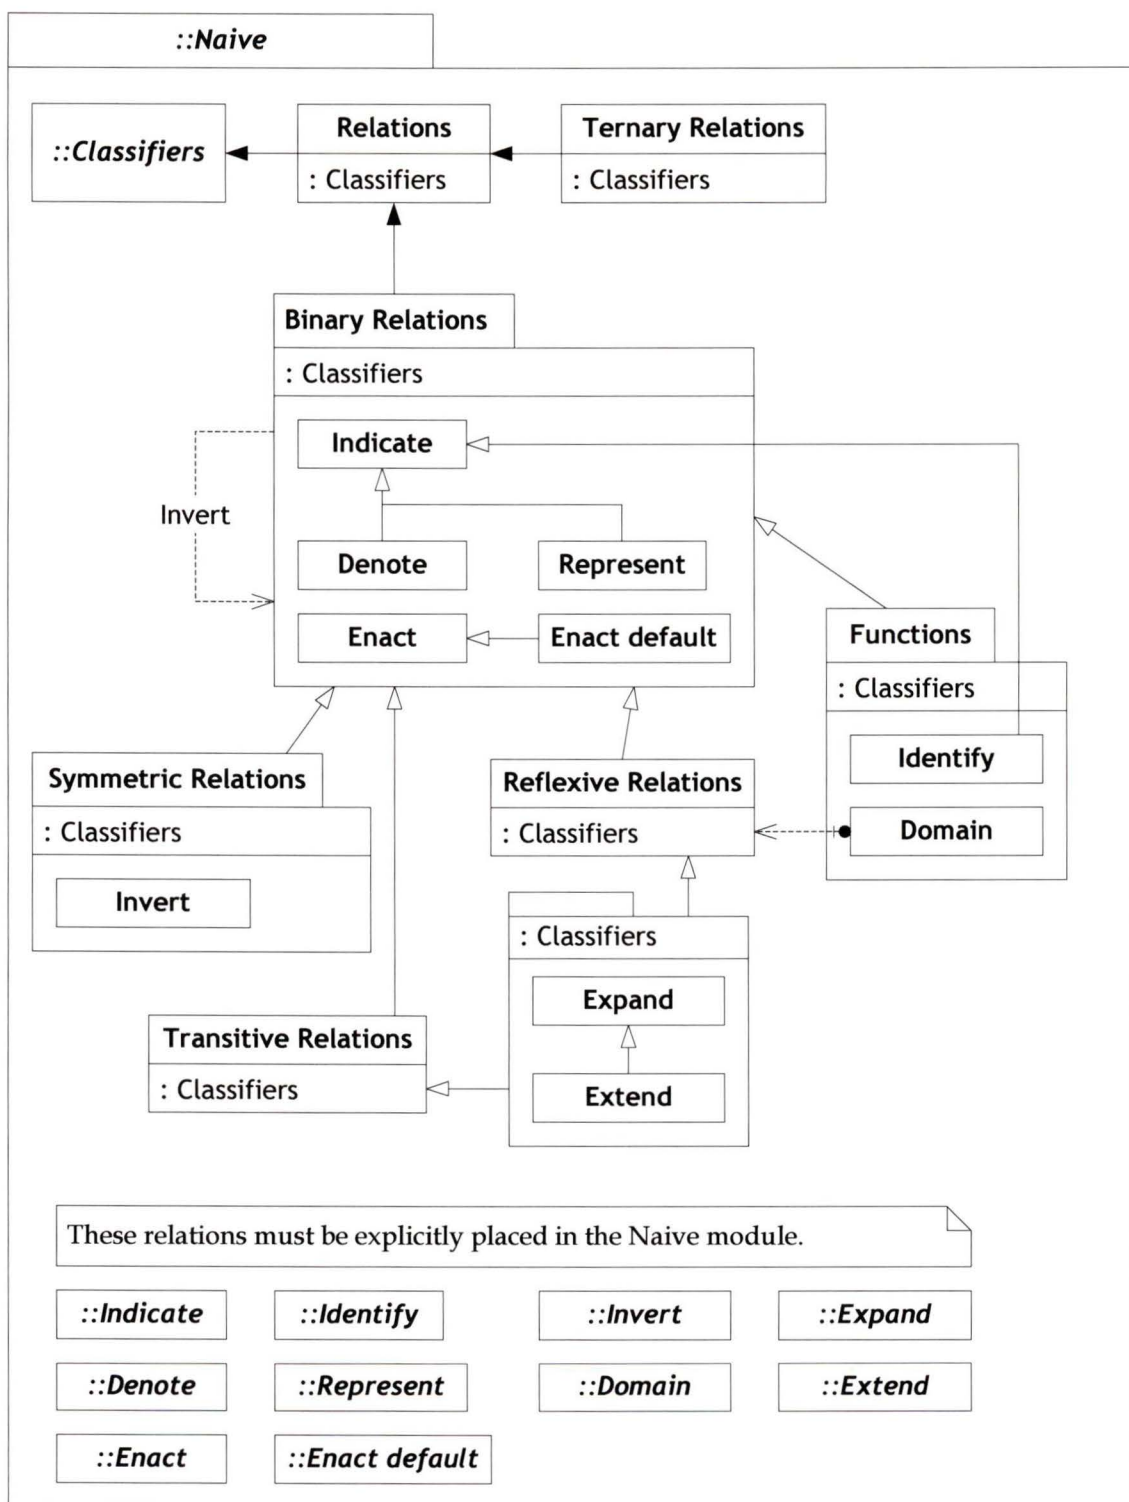 ::Naive
::Classifiers
Relations
: Classifiers
Ternary Relations
: Classifiers
Binary Relations
: Classifiers
Indicate
Invert
Denote
Represent
Enact
Enact default
Functions
: Classifiers
Identify
Domain
Symmetric Relations
: Classifiers
Invert
Reflexive Relations
: Classifiers
: Classifiers
Expand
Extend
Transitive Relations
: Classifiers
These relations must be explicitly placed in the Naive module.
::Indicate
::Identify
::Invert
::Expand
::Denote
::Represent
::Domain
::Extend
::Enact
::Enact default